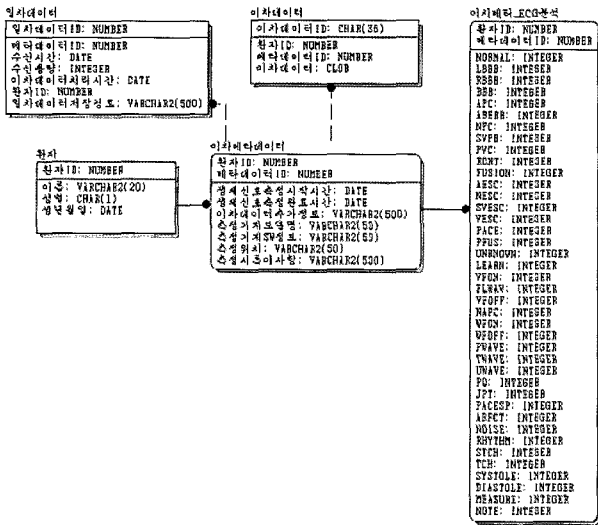 일차데이터
일차데이터ID: NUMBER
메타데이터ID: NUMBER
수신시간: DATE
수신용량: INTEGER
이차데이터처리시간: DATE
환자ID: NUMBER
일차데이터저장경로: VARCHAR2(500)
이차데이터
이차데이터ID: CHAR(36)
환자ID: NUMBER
메타데이터ID: NUMBER
이차데이터: CLOB
환자
환자ID: NUMBER
이름: VARCHAR2(20)
성별: CHAR(1)
생년월일: DATE
이차메타데이터
환자ID: NUMBER
메타데이터ID: NUMBER
생체신호측정시작시간: DATE
생체신호측정완료시간: DATE
이차데이터추가정보: VARCHAR2(500)
측정기계모델명: VARCHAR2(50)
측정기계SW정보: VARCHAR2(50)
측정위치: VARCHAR2(50)
측정시특이사항: VARCHAR2(500)
ECG분석
환자ID: NUMBER
메타데이터ID: NUMBER
NORMAL: INTEGER
LBBB: INTEGER
RBBB: INTEGER
BBB: INTEGER
APC: INTEGER
ABERR: INTEGER
NPC: INTEGER
SVPB: INTEGER
PVC: INTEGER
RONT: INTEGER
FUSION: INTEGER
AESC: INTEGER
NESC: INTEGER
SVESC: INTEGER
VESC: INTEGER
PACE: INTEGER
PFUS: INTEGER
UNKNOWN: INTEGER
LEARN: INTEGER
VFON: INTEGER
FLWAV: INTEGER
VFOFF: INTEGER
NAPC: INTEGER
WFON: INTEGER
WFOFF: INTEGER
PWAVE: INTEGER
TWAVE: INTEGER
UWAVE: INTEGER
PQ: INTEGER
JPT: INTEGER
PACESP: INTEGER
ARFCT: INTEGER
NOISE: INTEGER
RHYTHM: INTEGER
STCH: INTEGER
TCH: INTEGER
SYSTOLE: INTEGER
DIASTOLE: INTEGER
MEASURE: INTEGER
NOTE: INTEGER